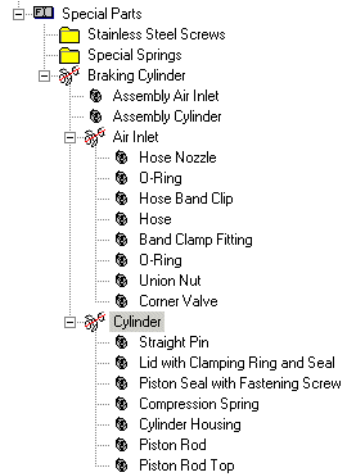 Special Parts
Stainless Steel Screws
Special Springs
Braking Cylinder
Assembly Air Inlet
Assembly Cylinder
Air Inlet
Hose Nozzle
O-Ring
Hose Band Clip
Hose
Band Clamp Fitting
O-Ring
Union Nut
Corner Valve
Cylinder
Straight Pin
Lid with Clamping Ring and Seal
Piston Seal with Fastening Screw
Compression Spring
Cylinder Housing
Piston Rod
Piston Rod Top